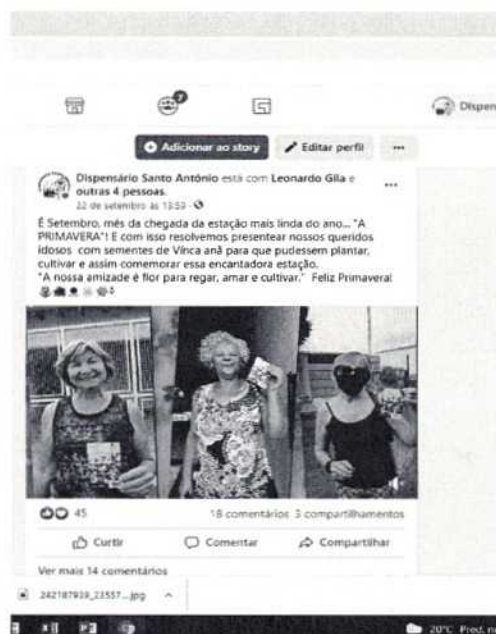 7
Dispen
Adicionar ao story
Editar perfil
Dispensário Santo Antônio está com Leonardo Gila e
outras 4 pessoas.
22 de setembro às 13:59
É Setembro, mês da chegada da estação mais linda do ano... "A
PRIMAVERA"! E com isso resolvemos presentear nossos queridos
idosos com sementes de Vinca anã para que pudessem plantar,
cultivar e assim comemorar essa encantadora estação.
"A nossa amizade é flor para regar, amar e cultivar." Feliz Primavera!
45
18 comentários 3 compartilhamentos
Curtir
Comentar
Compartilhar
Ver mais 14 comentários
242187939_23557...jpg
20°C Pred. n